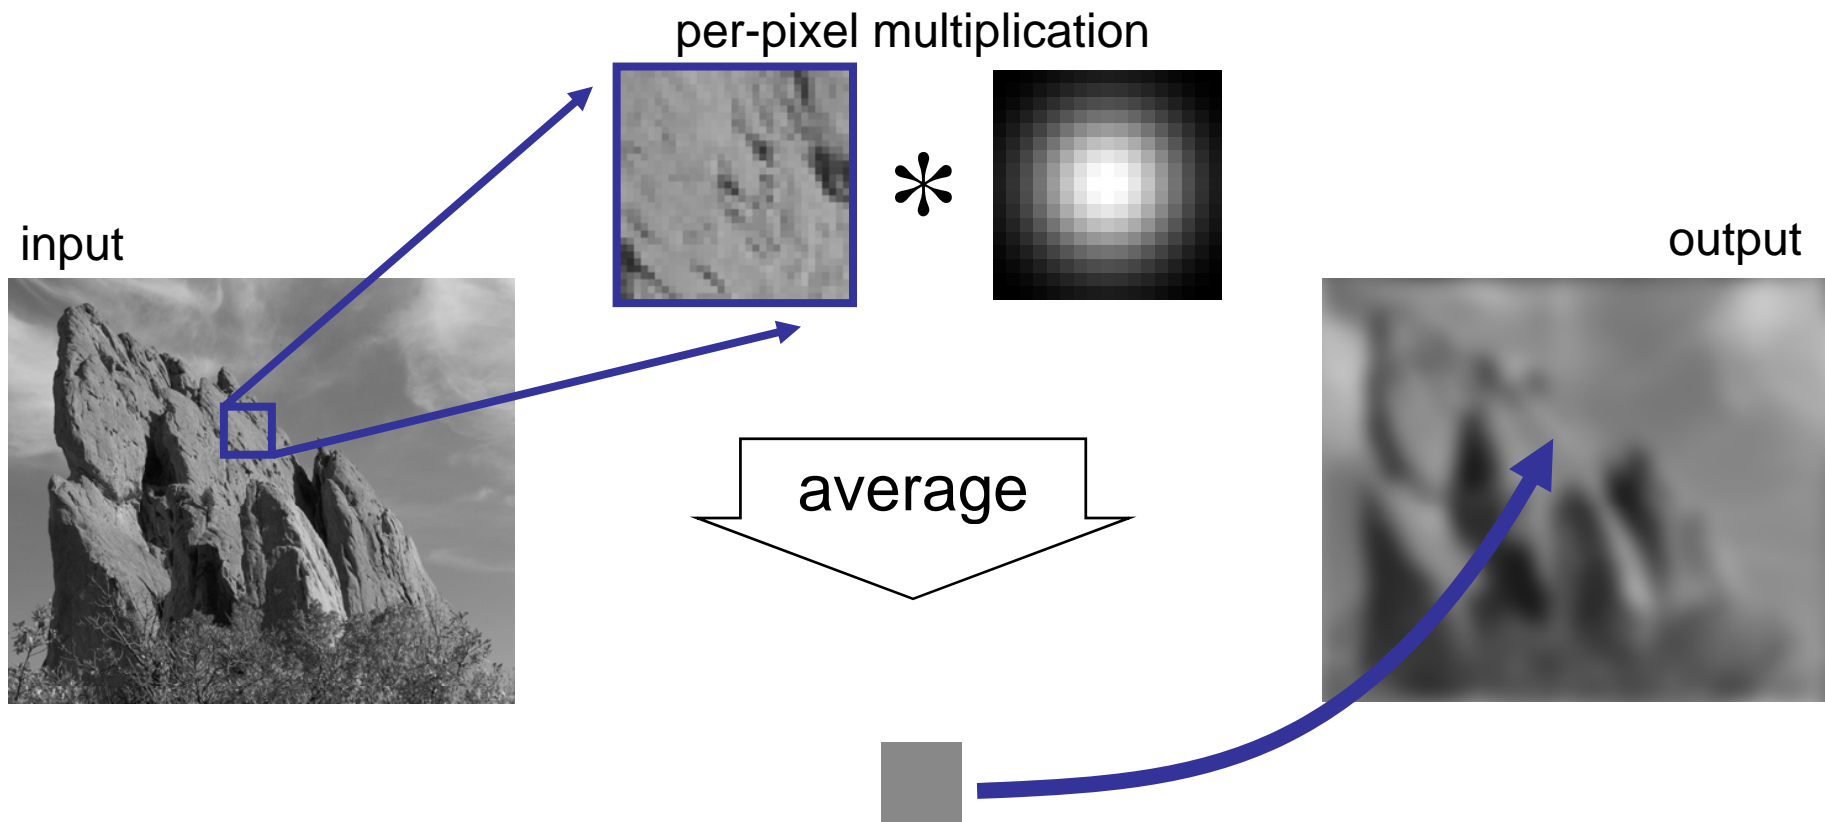 per-pixel multiplication
*
input
output
average